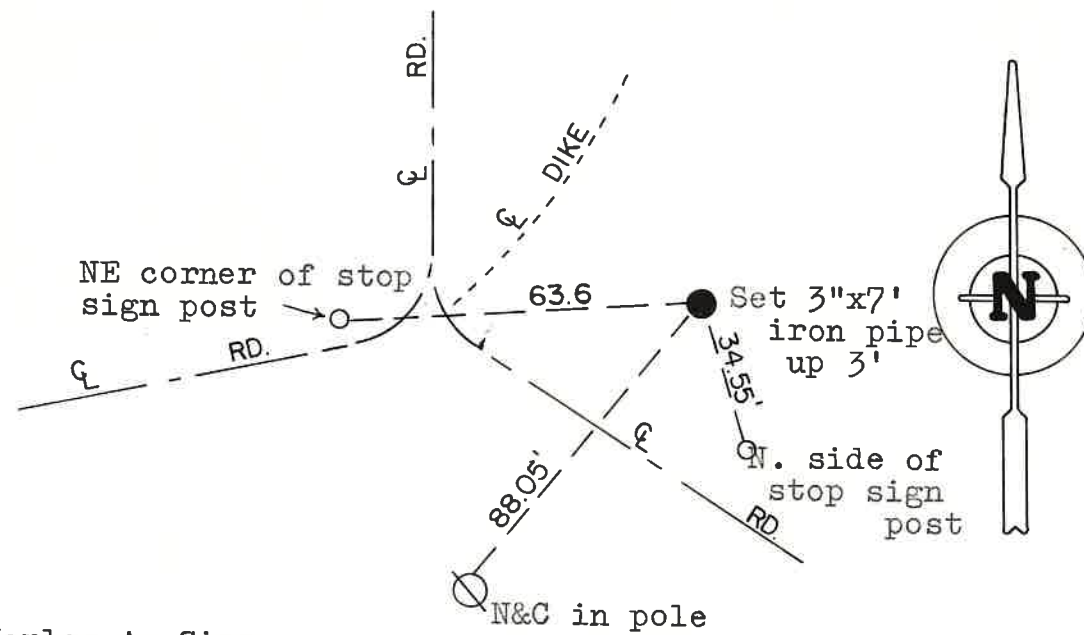 RD.
℄
DIKE
℄
NE corner of stop
sign post
63.6
Set 3"x7'
iron pipe
up 3'
N
RD.
℄
34.55'
℄
N. side of
stop sign
post
88.05'
RD.
N&C in pole